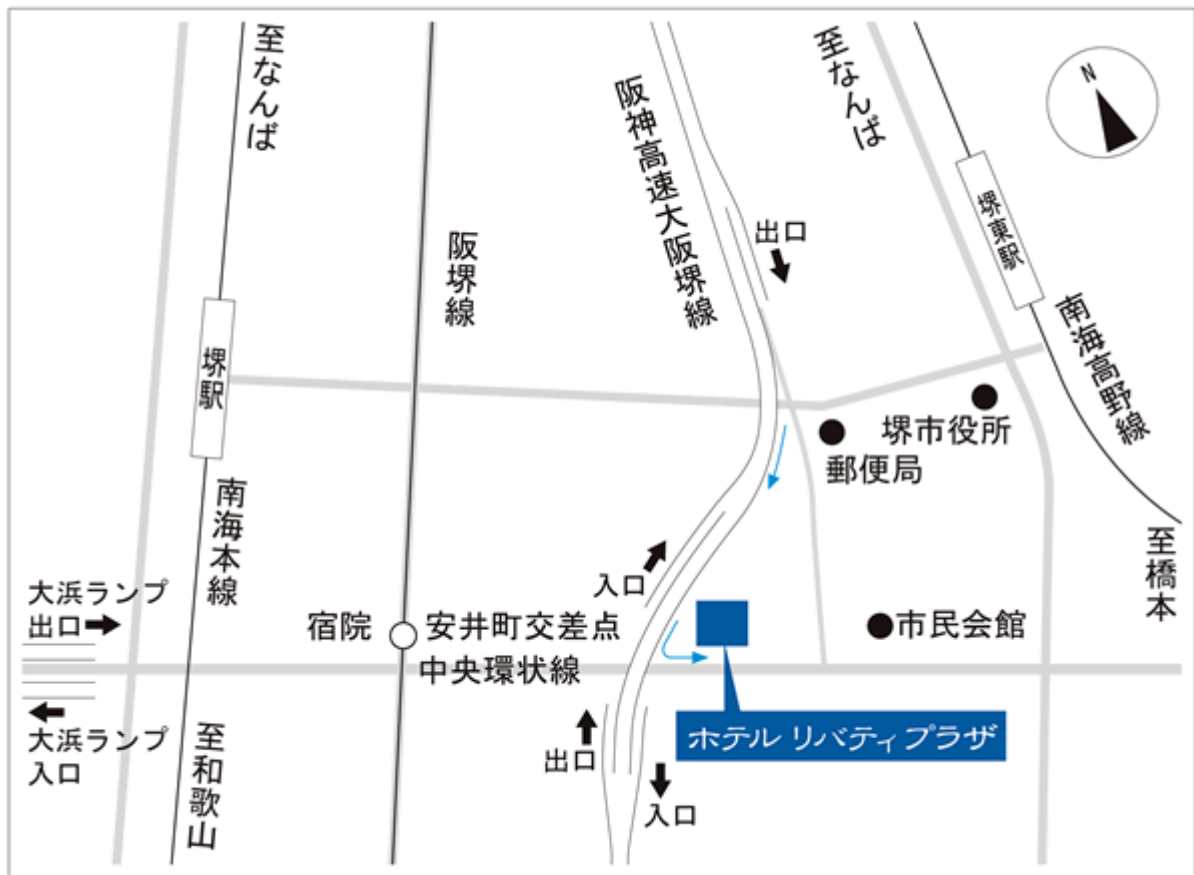 至なんば
阪神高速大阪堺線
至なんば
N
堺東駅
出口
阪堺線
南海高野線
堺駅
堺市役所
郵便局
南海本線
至橋本
大浜ランプ
出口
入口
宿院
安井町交差点
市民会館
中央環状線
大浜ランプ
入口
至和歌山
出口
入口
ホテル リバティプラザ